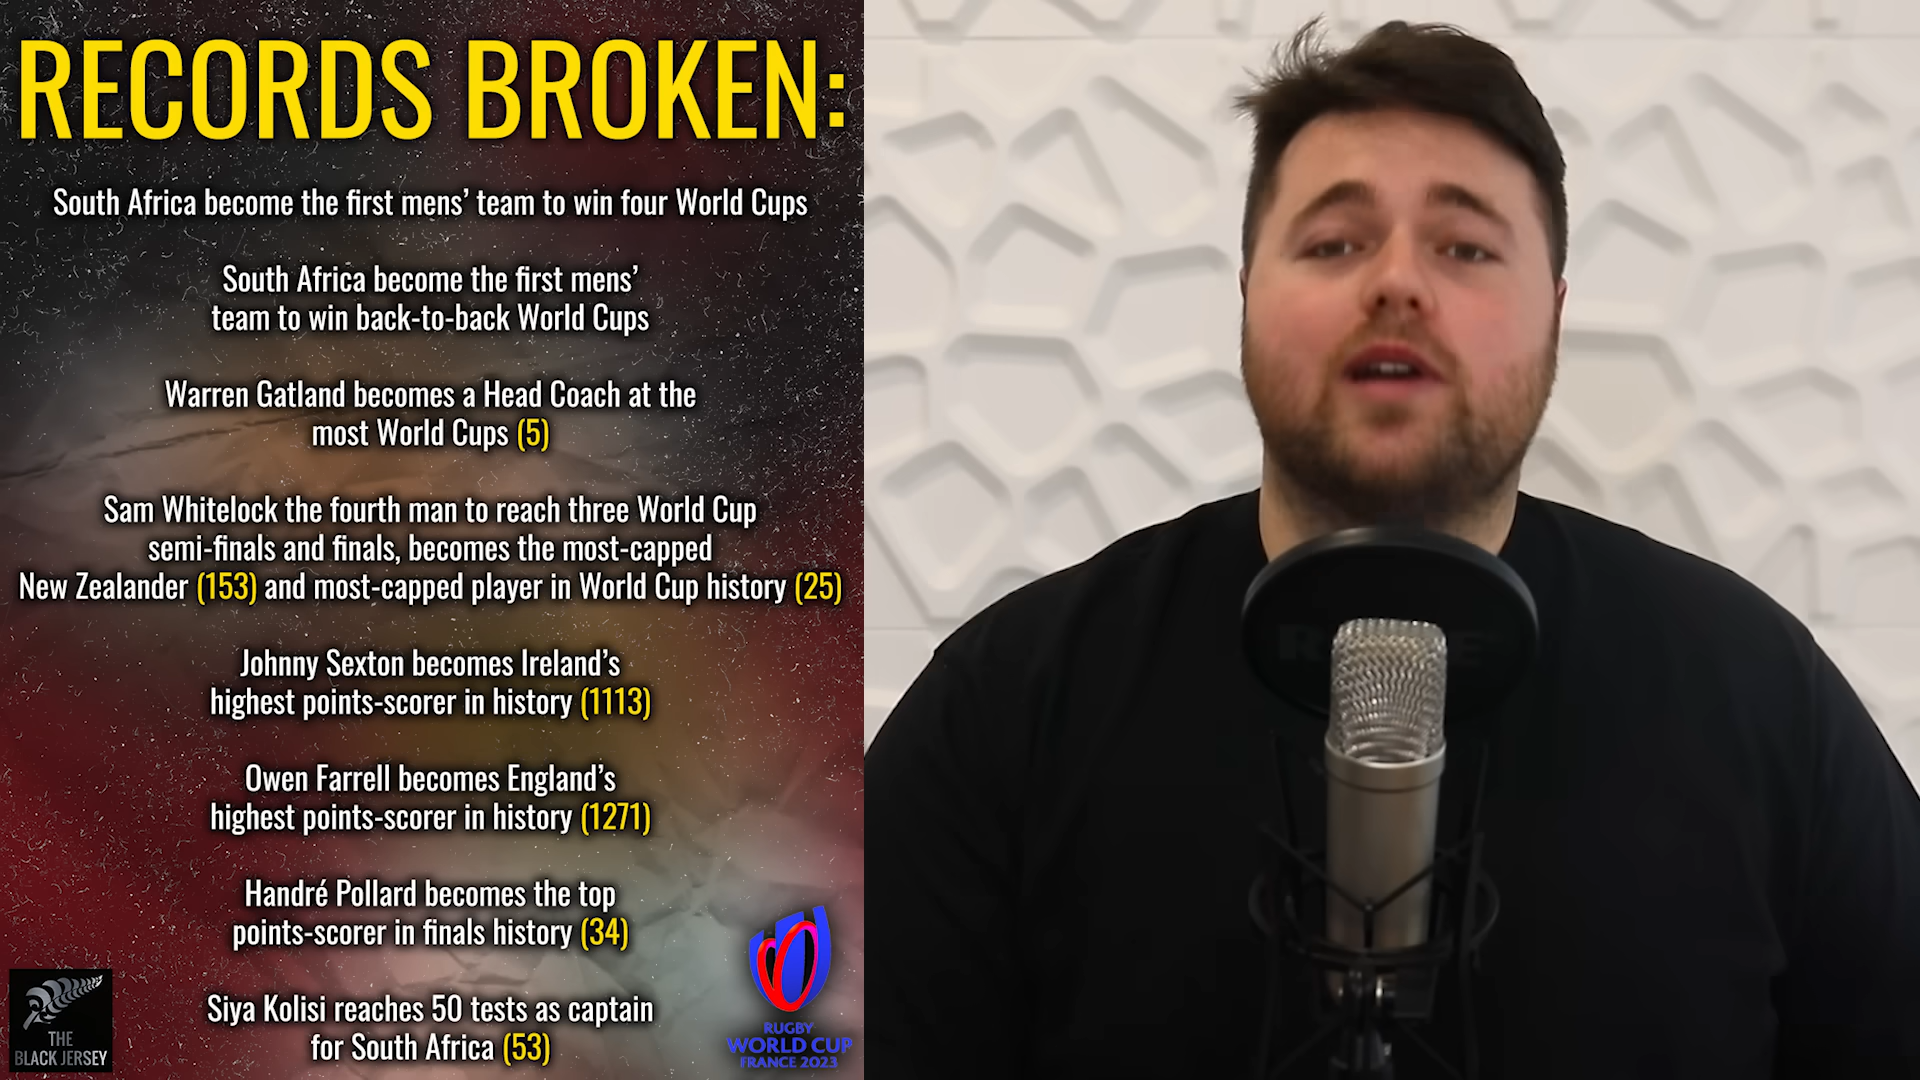 RECORDS BROKEN:
South Africa become the first mens’ team to win four World Cups
South Africa become the first mens’
team to win back-to-back World Cups
Warren Gatland becomes a Head Coach at the
most World Cups (5)
Sam Whitelock the fourth man to reach three World Cup
semi-finals and finals, becomes the most-capped
New Zealander (153) and most-capped player in World Cup history (25)
Johnny Sexton becomes Ireland’s
highest points-scorer in history (1113)
Owen Farrell becomes England’s
highest points-scorer in history (1271)
Handré Pollard becomes the top
points-scorer in finals history (34)
Siya Kolisi reaches 50 tests as captain
for South Africa (53)
THE
BLACK JERSEY
RUGBY
WORLD CUP
FRANCE 2023